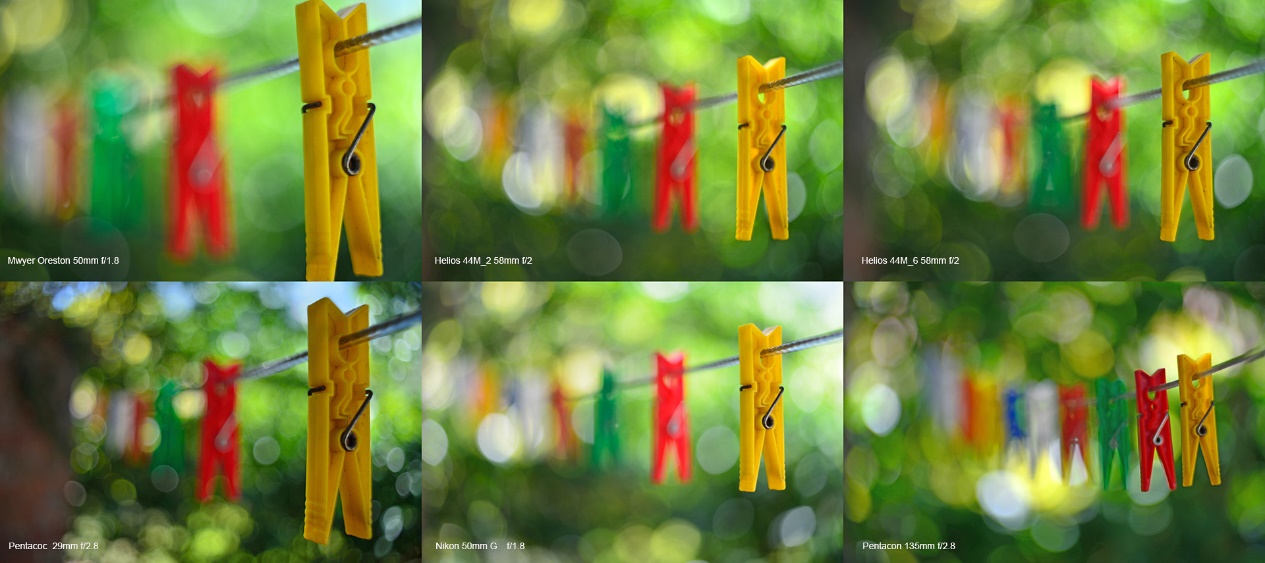 Mwyer Oreston 50mm f/1.8
Helios 44M_2 58mm f/2
Helios 44M_6 58mm f/2
Pentacoc 29mm f/2.8
Nikon 50mm G f/1.8
Pentacon 135mm f/2.8